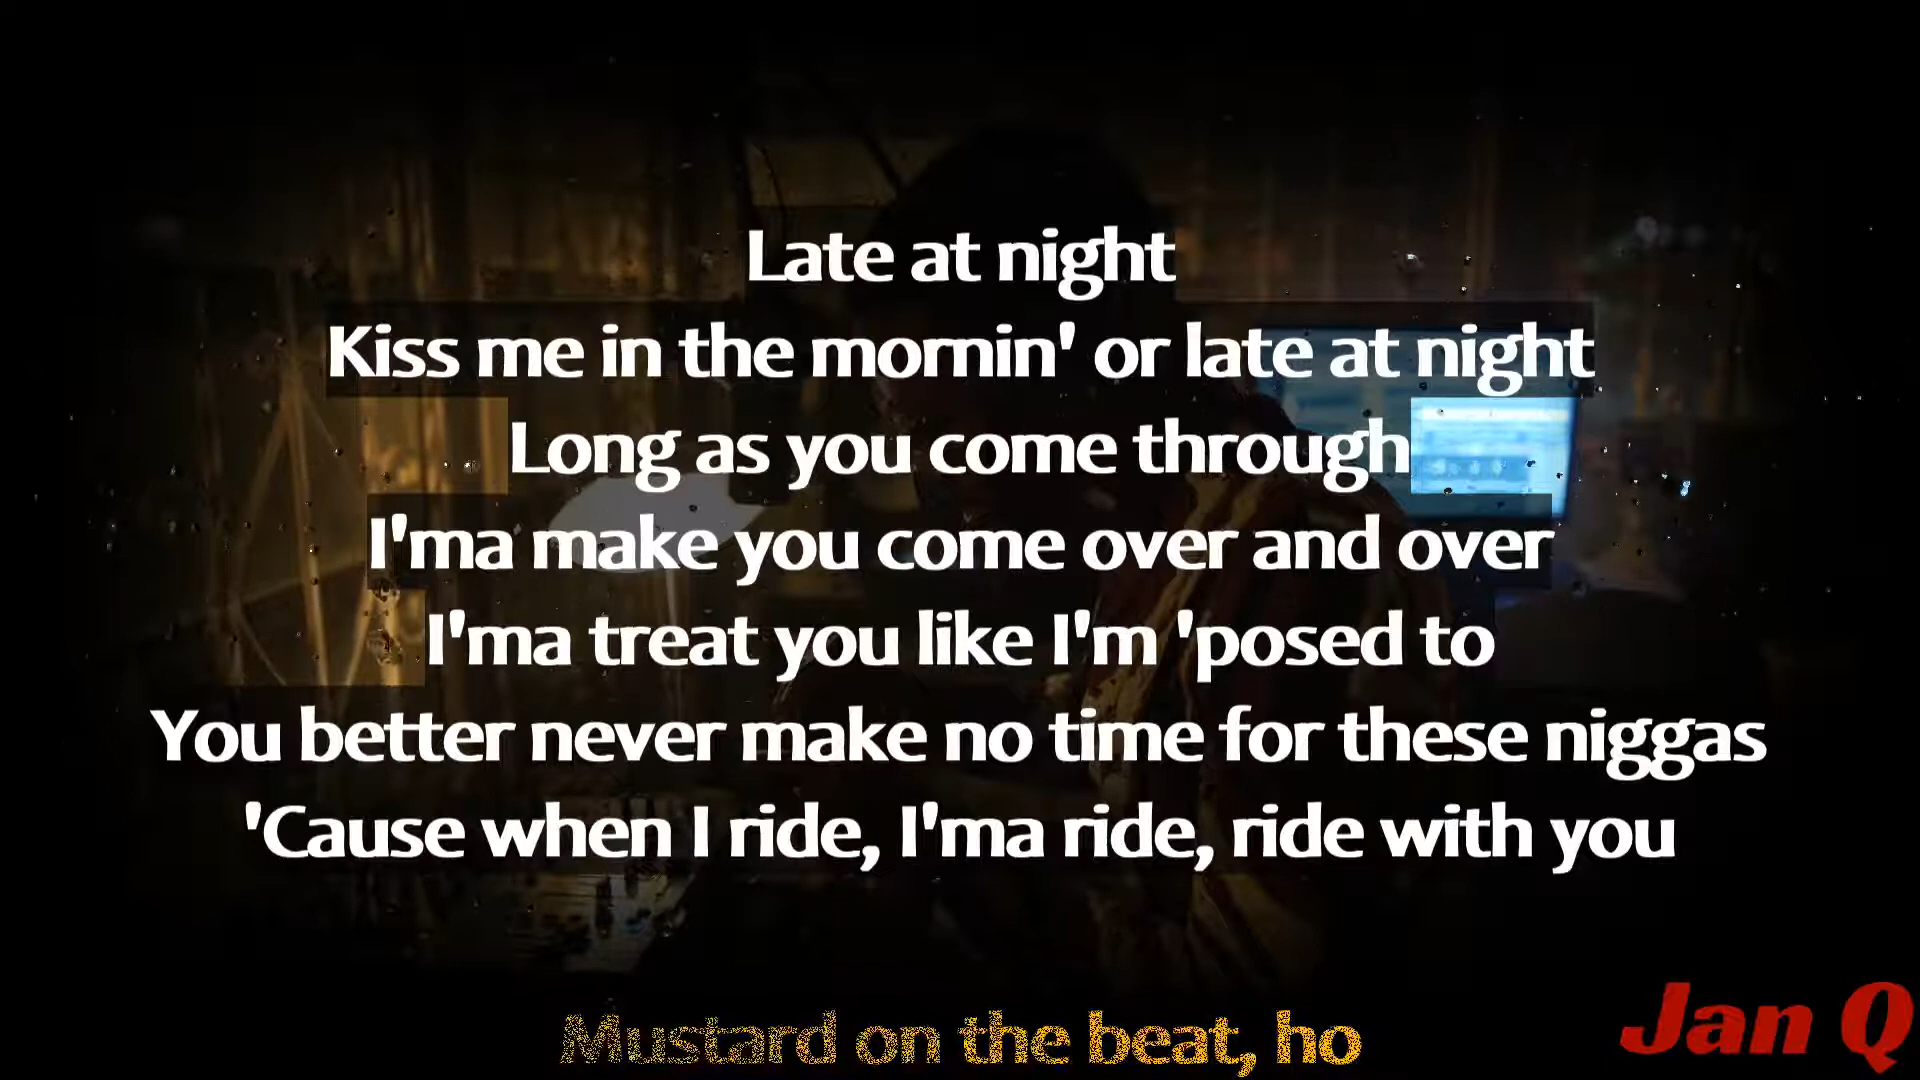 Late at night
Kiss me in the mornin' or late at night
Long as you come through
I'ma make you come over and over
I'ma treat you like I'm 'posed to
You better never make no time for these niggas
'Cause when I ride, I'ma ride, ride with you
Mustard on the beat, ho
Jan Q